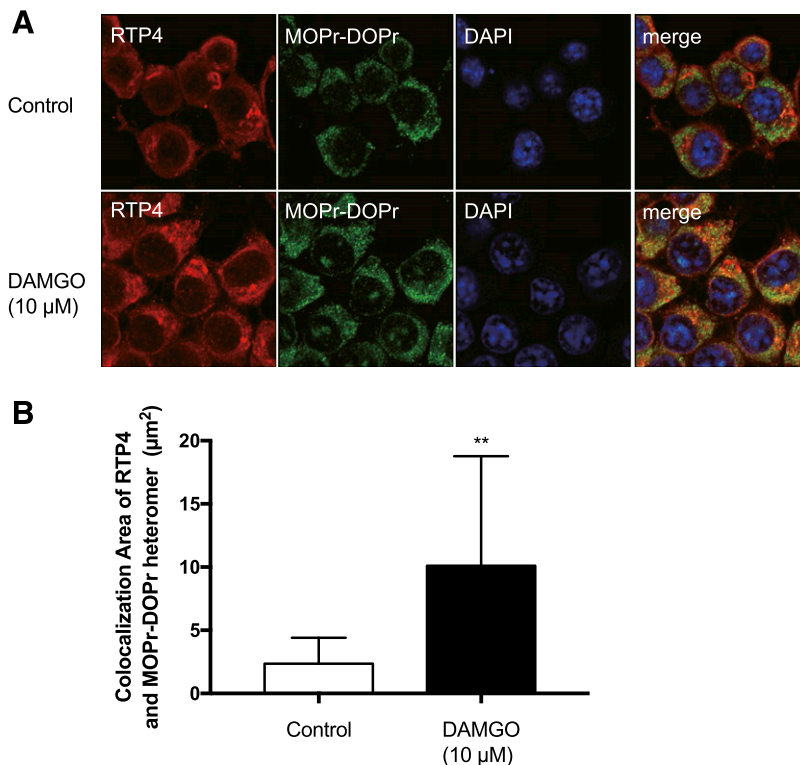 A
RTP4 MOPr-DOPr DAPI merge
Control
RTP4 MOPr-DOPr DAPI merge
DAMGO
(10 µM)
B
Colocalization Area of RTP4
and MOPr-DOPr heteromer (µm²)
20
15
10
5
0
**
Control
DAMGO
(10 µM)